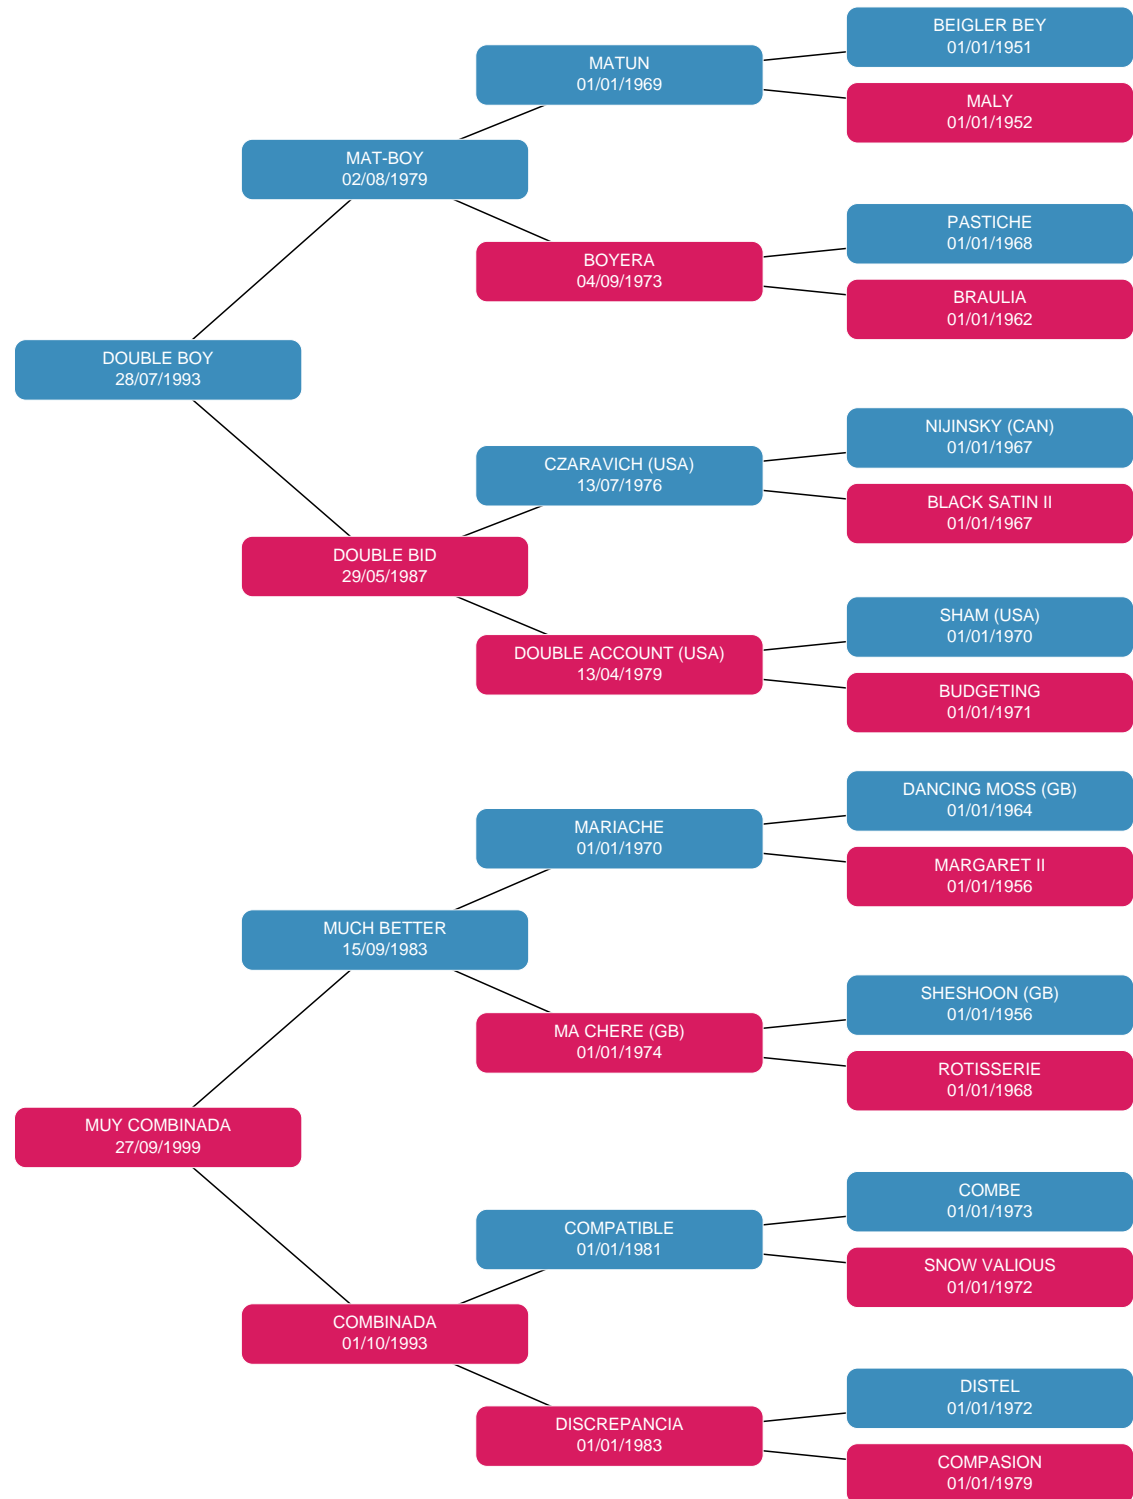 BEIGLER BEY
01/01/1951
MATUN
01/01/1969
MALY
01/01/1952
MAT-BOY
02/08/1979
PASTICHE
01/01/1968
BOYERA
04/09/1973
BRAULIA
01/01/1962
DOUBLE BOY
28/07/1993
NIJINSKY (CAN)
01/01/1967
CZARAVICH (USA)
13/07/1976
BLACK SATIN II
01/01/1967
DOUBLE BID
29/05/1987
SHAM (USA)
01/01/1970
DOUBLE ACCOUNT (USA)
13/04/1979
BUDGETING
01/01/1971
DANCING MOSS (GB)
01/01/1964
MARIACHE
01/01/1970
MARGARET II
01/01/1956
MUCH BETTER
15/09/1983
SHESHOON (GB)
01/01/1956
MA CHERE (GB)
01/01/1974
ROTISSERIE
01/01/1968
MUY COMBINADA
27/09/1999
COMBE
01/01/1973
COMPATIBLE
01/01/1981
SNOW VALIOUS
01/01/1972
COMBINADA
01/10/1993
DISTEL
01/01/1972
DISCREPANCIA
01/01/1983
COMPASION
01/01/1979